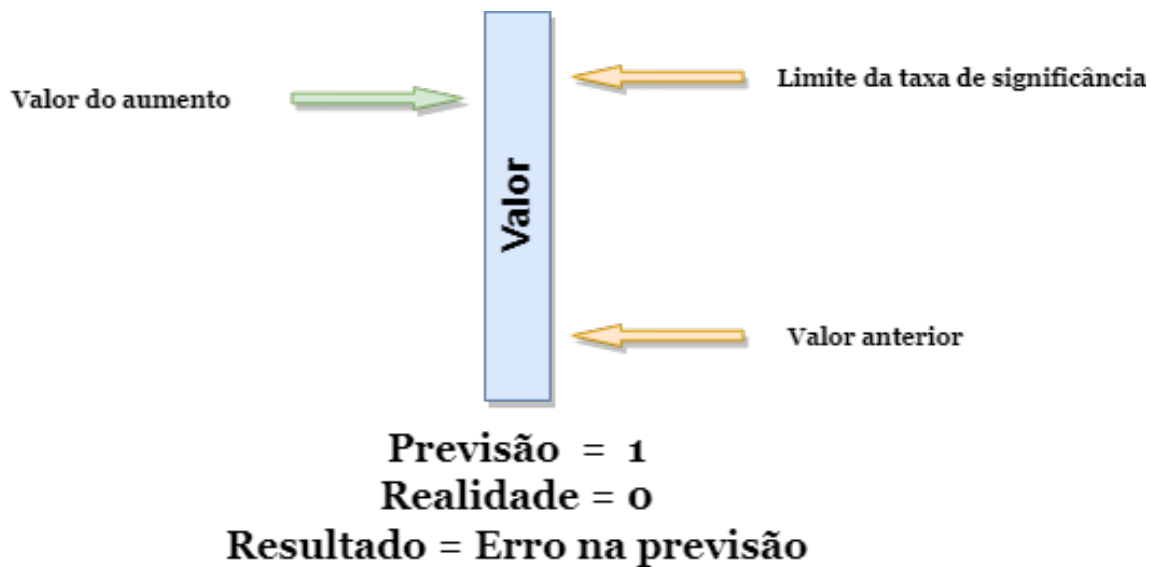 Limite da taxa de significância
Valor do aumento
Valor
Valor anterior
Previsão = 1
Realidade = 0
Resultado = Erro na previsão